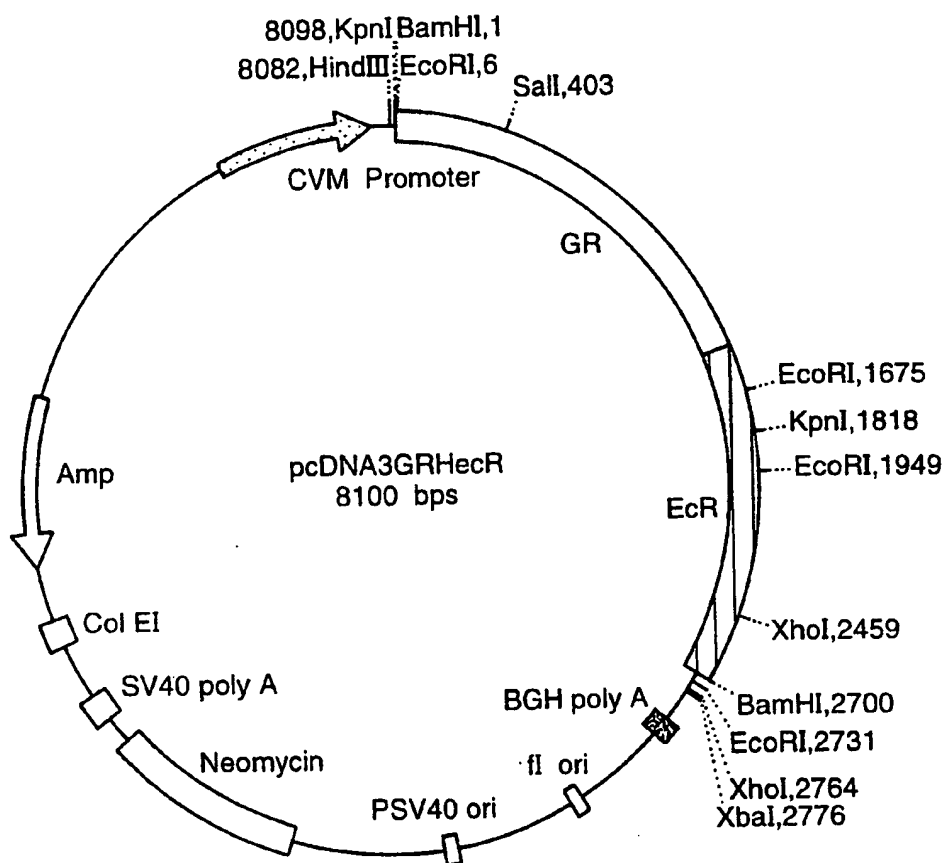 8098,KpnI BamHI,1
8082,HindIII EcoRI,6
SalI,403
CVM Promoter
GR
EcoRI,1675
KpnI,1818
EcoRI,1949
pcDNA3GRHecR
8100 bps
Amp
EcR
Col EI
XhoI,2459
SV40 poly A
BGH poly A
BamHI,2700
EcoRI,2731
Neomycin
fI ori
XhoI,2764
XbaI,2776
PSV40 ori